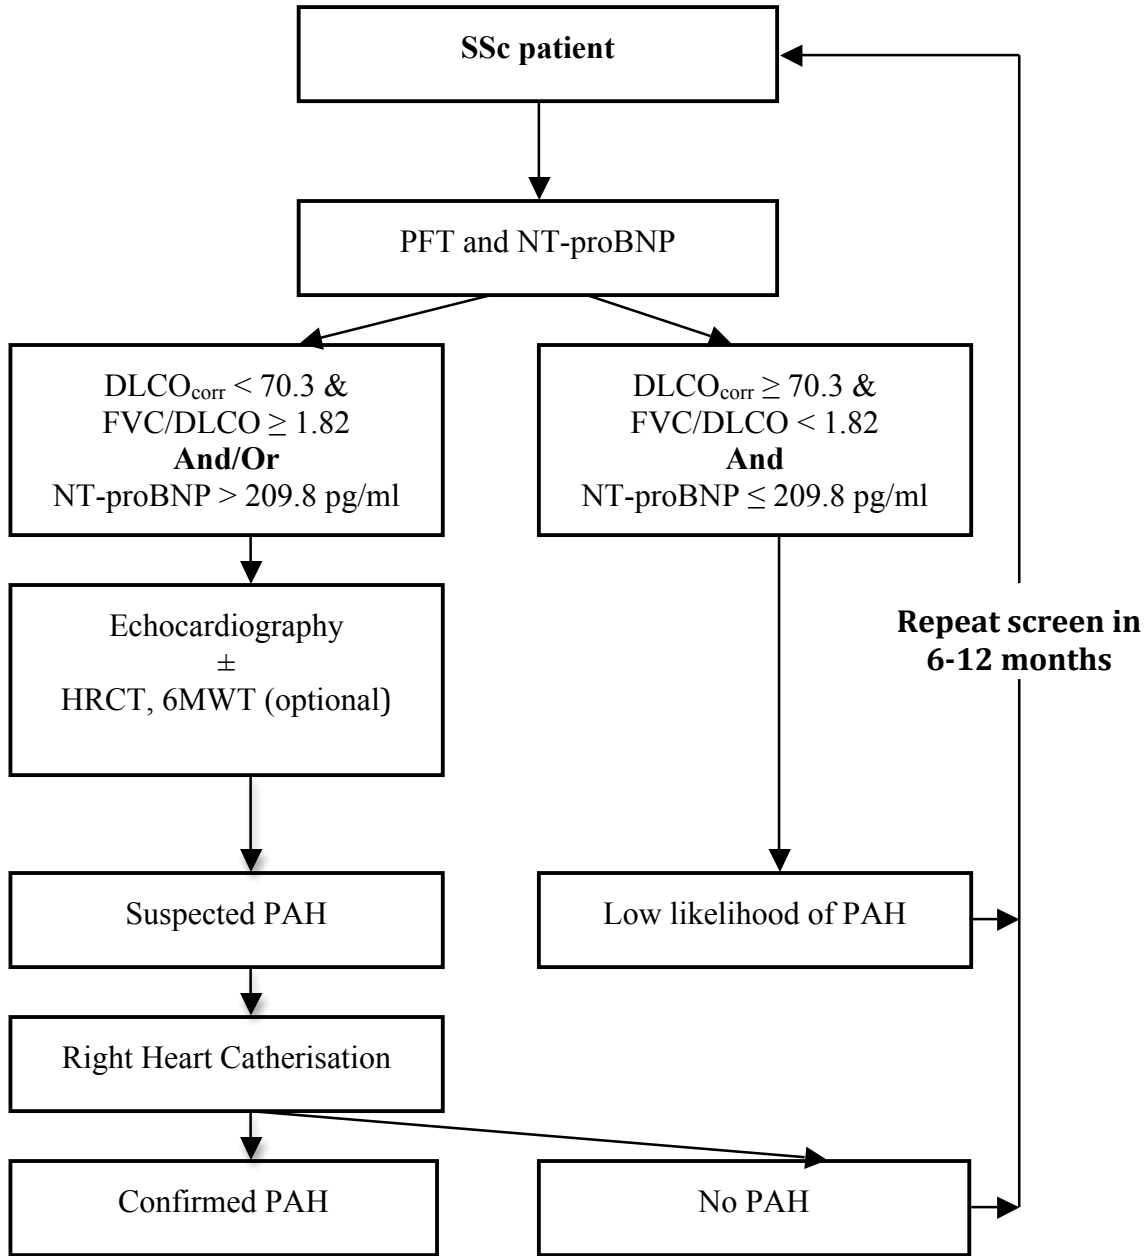 SSc patient
PFT and NT-proBNP
DLCOcorr < 70.3 &
FVC/DLCO ≥ 1.82
And/Or
NT-proBNP > 209.8 pg/ml
DLCOcorr ≥ 70.3 &
FVC/DLCO < 1.82
And
NT-proBNP ≤ 209.8 pg/ml
Echocardiography
±
HRCT, 6MWT (optional)
Repeat screen in
6-12 months
Suspected PAH
Low likelihood of PAH
Right Heart Catherisation
Confirmed PAH
No PAH